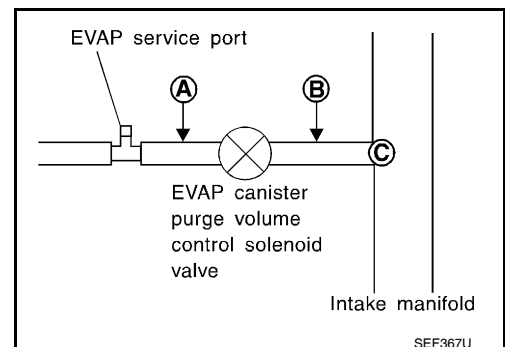 EVAP service port
A
B
C
EVAP canister
purge volume
control solenoid
valve
Intake manifold
SEF367U